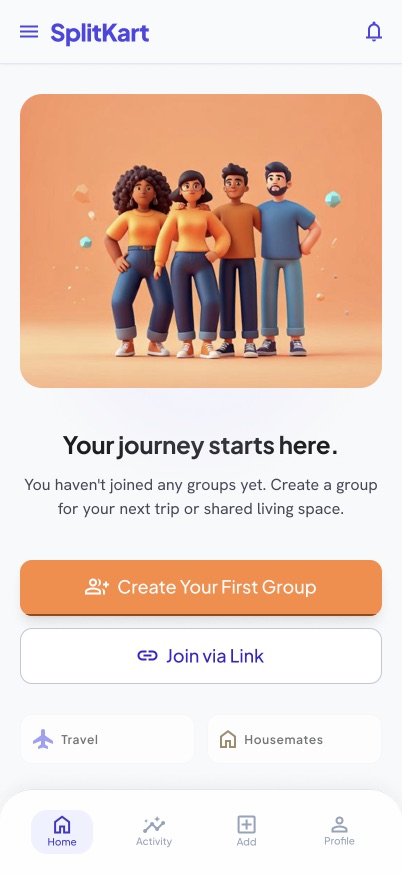 SplitKart
Your journey starts here.
You haven't joined any groups yet. Create a group
for your next trip or shared living space.
Create Your First Group
Join via Link
Travel
Housemates
Home
Activity
Add
Profile